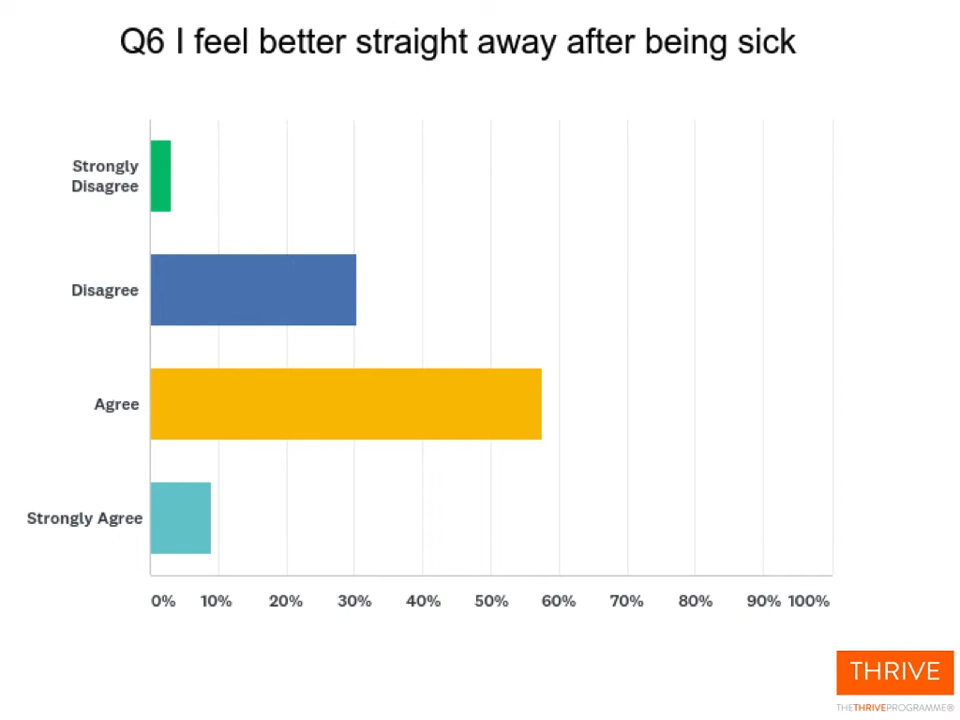 Q6 I feel better straight away after being sick
Strongly
Disagree
Disagree
Agree
Strongly Agree
0% 10% 20% 30% 40% 50% 60% 70% 80% 90% 100%
THRIVE
THETHRIVEPROGRAMME®